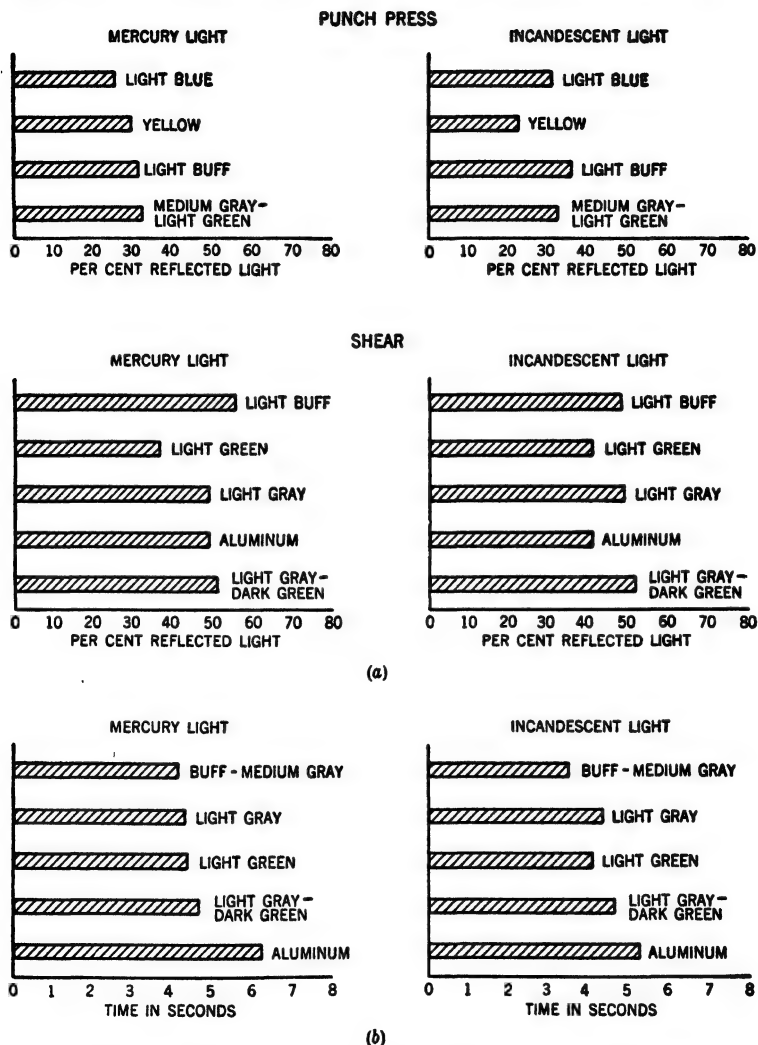 PUNCH PRESS
MERCURY LIGHT
LIGHT BLUE
YELLOW
LIGHT BUFF
MEDIUM GRAY-
LIGHT GREEN
0 10 20 30 40 50 60 70 80
PER CENT REFLECTED LIGHT
INCANDESCENT LIGHT
LIGHT BLUE
YELLOW
LIGHT BUFF
MEDIUM GRAY-
LIGHT GREEN
0 10 20 30 40 50 60 70 80
PER CENT REFLECTED LIGHT
SHEAR
MERCURY LIGHT
LIGHT BUFF
LIGHT GREEN
LIGHT GRAY
ALUMINUM
LIGHT GRAY-
DARK GREEN
0 10 20 30 40 50 60 70 80
PER CENT REFLECTED LIGHT
INCANDESCENT LIGHT
LIGHT BUFF
LIGHT GREEN
LIGHT GRAY
ALUMINUM
LIGHT GRAY-
DARK GREEN
0 10 20 30 40 50 60 70 80
PER CENT REFLECTED LIGHT
(a)
MERCURY LIGHT
BUFF - MEDIUM GRAY
LIGHT GRAY
LIGHT GREEN
LIGHT GRAY-
DARK GREEN
ALUMINUM
0 1 2 3 4 5 6 7 8
TIME IN SECONDS
INCANDESCENT LIGHT
BUFF - MEDIUM GRAY
LIGHT GRAY
LIGHT GREEN
LIGHT GRAY-
DARK GREEN
ALUMINUM
0 1 2 3 4 5 6 7 8
TIME IN SECONDS
(b)